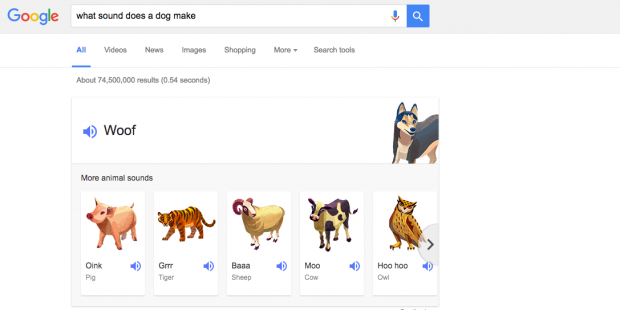 Google what sound does a dog make
All Videos News Images Shopping More Search tools
About 74,500,000 results (0.54 seconds)
Woof
More animal sounds
Oink Grrr Baaa Moo Hoo hoo
Pig Tiger Sheep Cow Owl